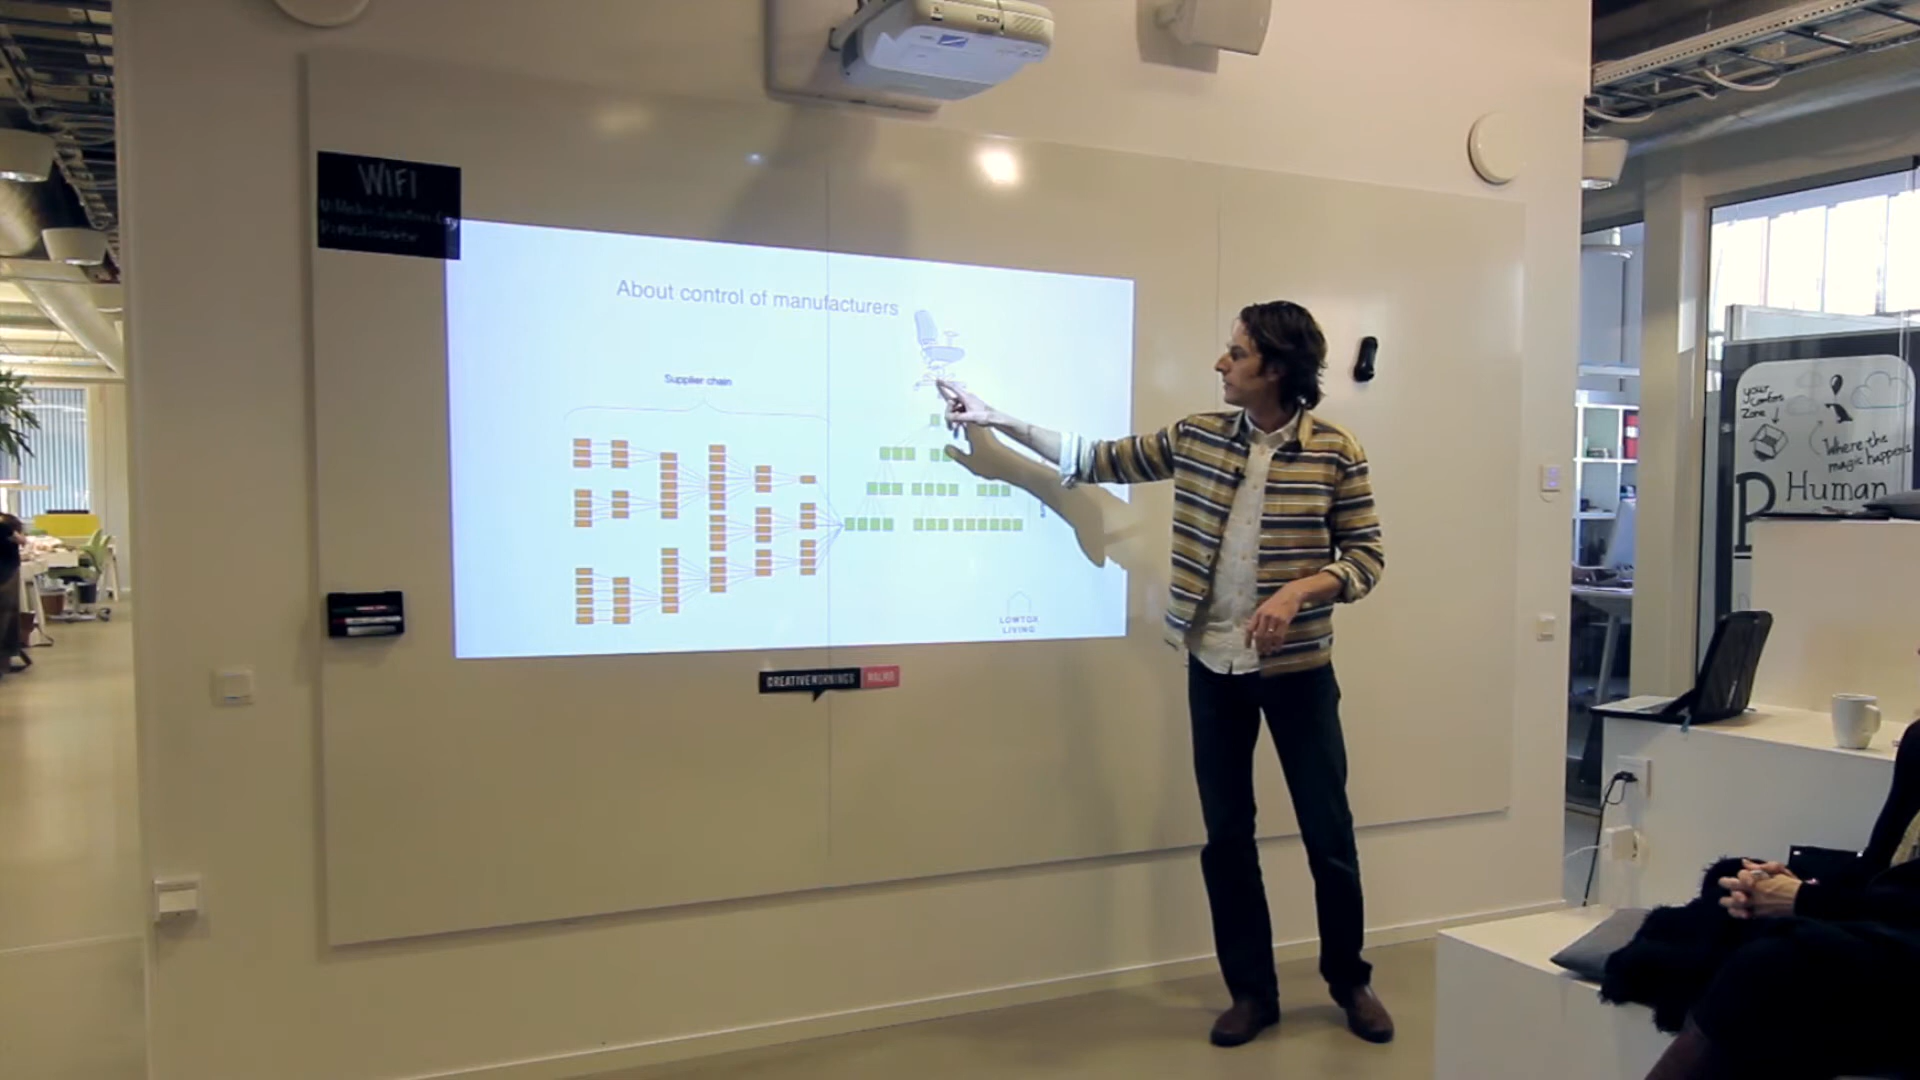 EPSON
WIFI
About control of manufacturers
Supplier chain
LOWTOX
LIVING
CREATIVEMORNINGS MALMÖ
your
comfort
zone
Where the
magic happens
Human